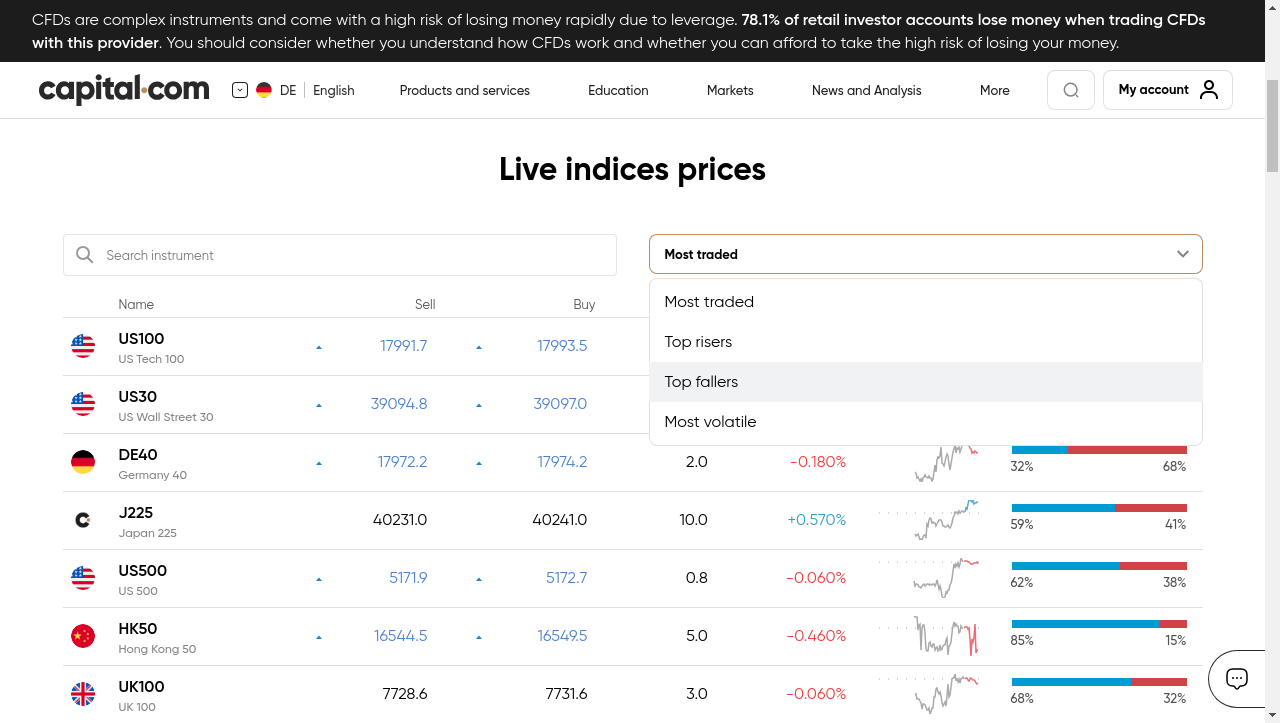 CFDs are complex instruments and come with a high risk of losing money rapidly due to leverage. 78.1% of retail investor accounts lose money when trading CFDs
with this provider. You should consider whether you understand how CFDs work and whether you can afford to take the high risk of losing your money.
capital.com DE English Products and services Education Markets News and Analysis More My account
Live indices prices
Search instrument Most traded
Name Sell Buy
Most traded
Top risers
Top fallers
Most volatile
US100 17991.7 17993.5
US Tech 100
US30 39094.8 39097.0
US Wall Street 30
DE40 17972.2 17974.2 2.0 -0.180%
Germany 40 32% 68%
J225 40231.0 40241.0 10.0 +0.570%
Japan 225 59% 41%
US500 5171.9 5172.7 0.8 -0.060%
US 500 62% 38%
HK50 16544.5 16549.5 5.0 -0.460%
Hong Kong 50 85% 15%
UK100 7728.6 7731.6 3.0 -0.060%
UK 100 68% 32%